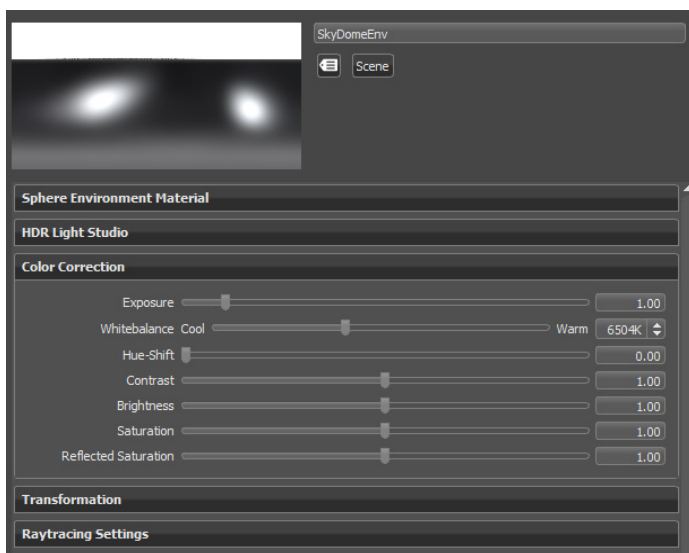 SkyDomeEnv
Scene
Sphere Environment Material
HDR Light Studio
Color Correction
Exposure 1.00
Whitebalance Cool Warm 6504K
Hue-Shift 0.00
Contrast 1.00
Brightness 1.00
Saturation 1.00
Reflected Saturation 1.00
Transformation
Raytracing Settings